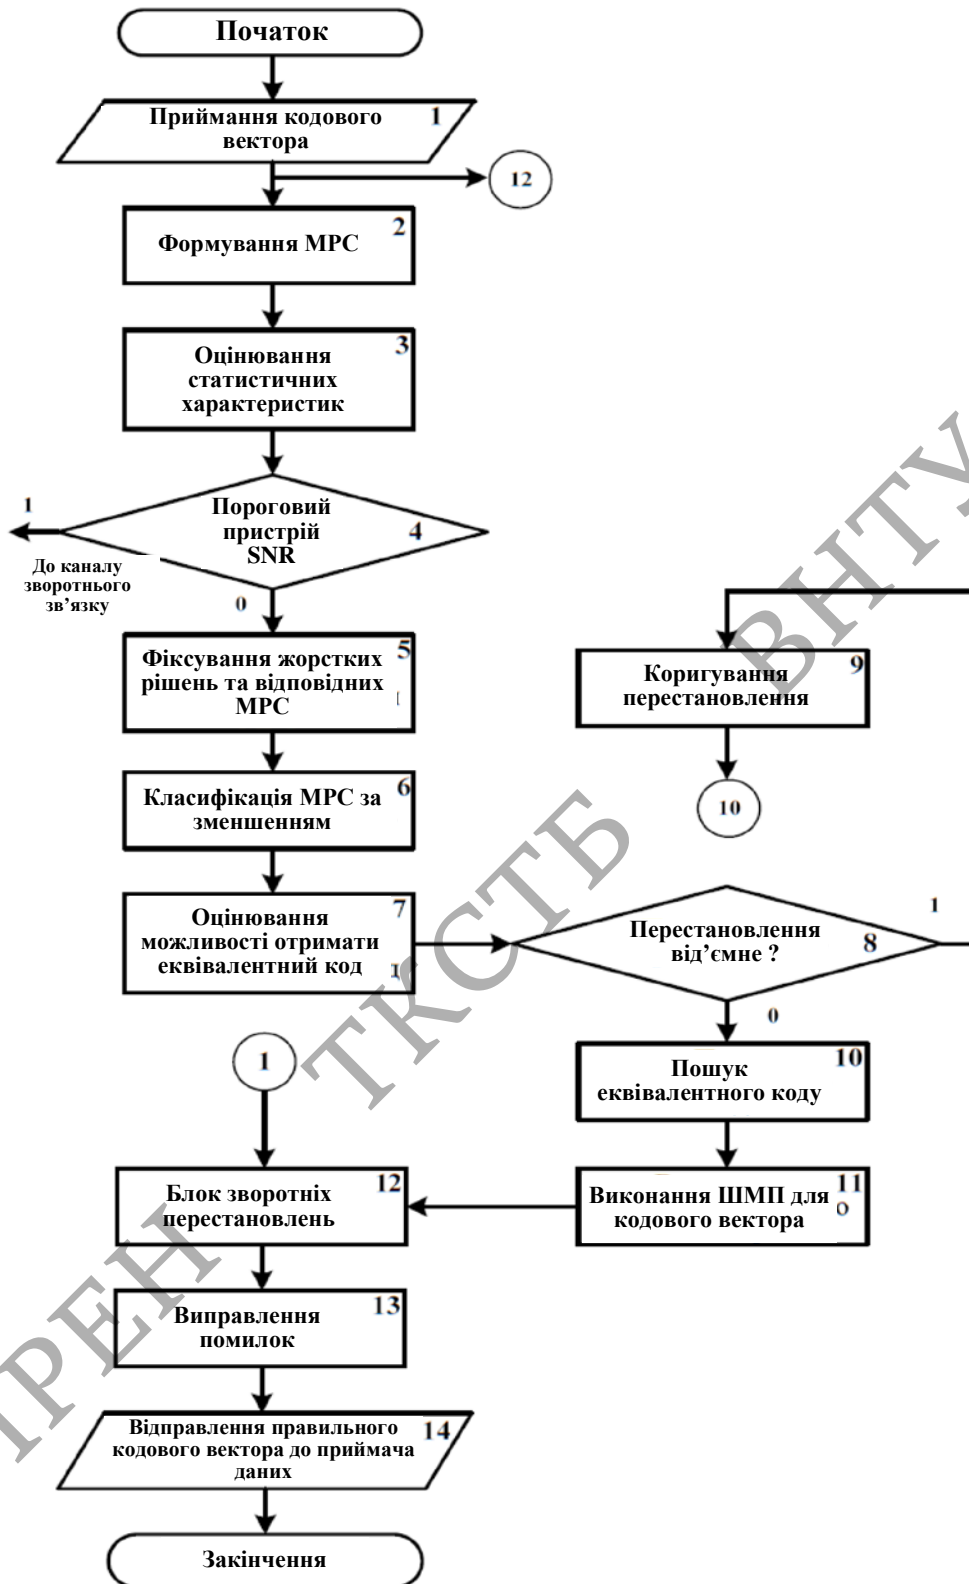 Початок
Приймання кодового
вектора
1
12
Формування МРС
2
Оцінювання
статистичних
характеристик
3
Пороговий
пристрій
SNR
4
1
До каналу
зворотнього
зв’язку
0
Фіксування жорстких
рішень та відповідних
МРС
5
Коригування
перестановлення
9
10
Класифікація МРС за
зменшенням
6
Оцінювання
можливості отримати
еквівалентний код
7
1
Перестановлення
від’ємне ?
8
1
0
Пошук
еквівалентного коду
10
Виконання ШМП для
кодового вектора
11
1
Блок зворотніх
перестановлень
12
Виправлення
помилок
13
Відправлення правильного
кодового вектора до приймача
даних
14
Закінчення
ІРЕН ТКСТБ ВНТУ